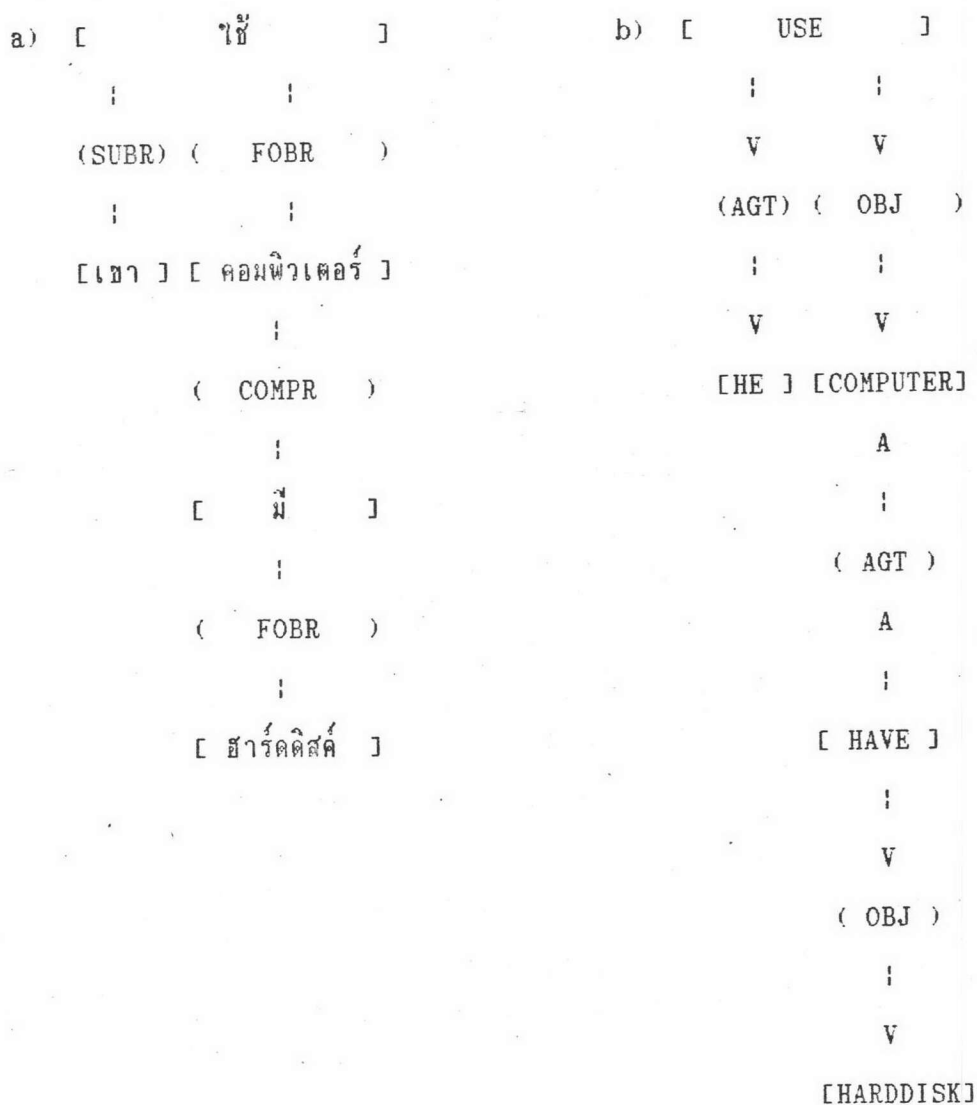 a) [ ใช้ ] b) [ USE ]
¦ ¦ ¦ ¦
(SUBR) ( FOBR ) V V
¦ ¦ (AGT) ( OBJ )
[เขา ] [ คอมพิวเตอร์ ] ¦ ¦
¦ V V
( COMPR ) [HE ] [COMPUTER]
¦ A
[ มี ] ¦
¦ ( AGT )
( FOBR ) A
¦ ¦
[ ฮาร์ดดิสค์ ] [ HAVE ]
¦
V
( OBJ )
¦
V
[HARDDISK]